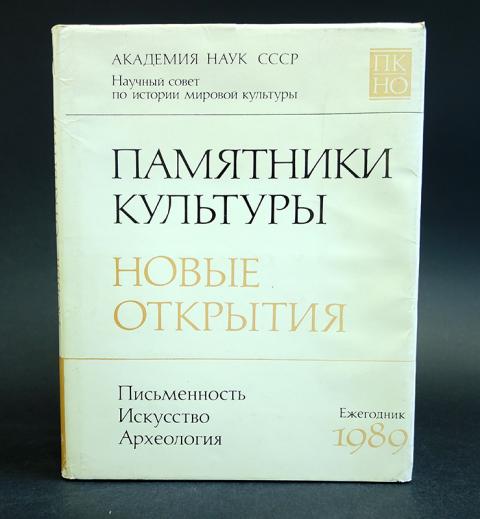 АКАДЕМИЯ НАУК СССР
Научный совет
по истории мировой культуры
ПК
НО
ПАМЯТНИКИ
КУЛЬТУРЫ
НОВЫЕ
ОТКРЫТИЯ
Письменность
Искусство
Археология
Ежегодник
1989